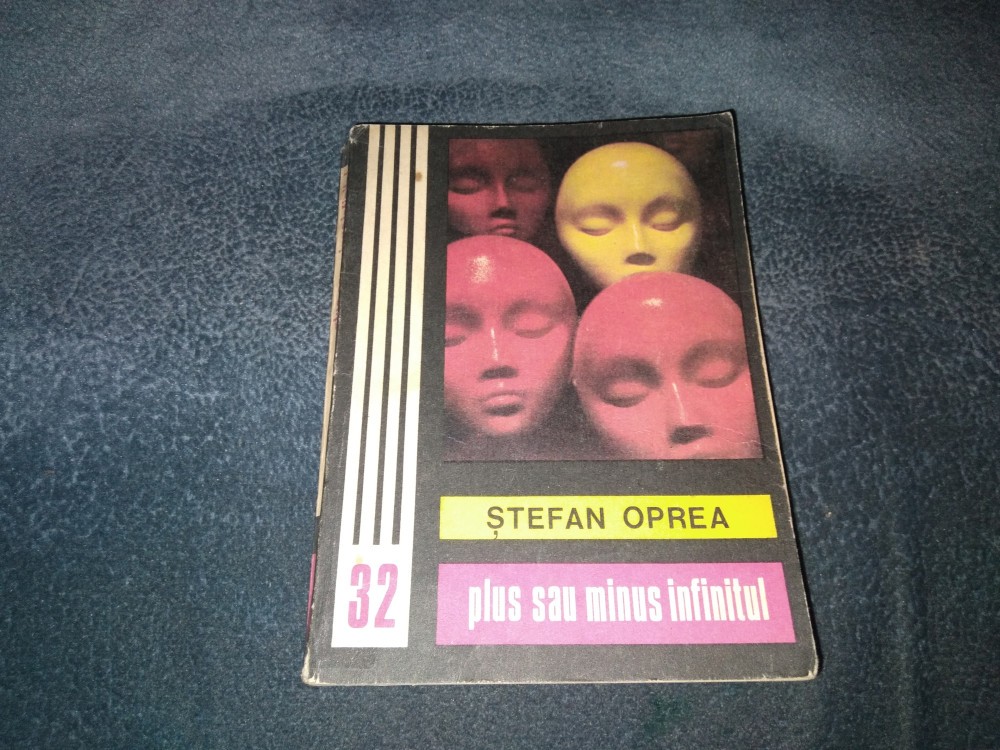 ȘTEFAN OPREA
32
plus sau minus infinitul